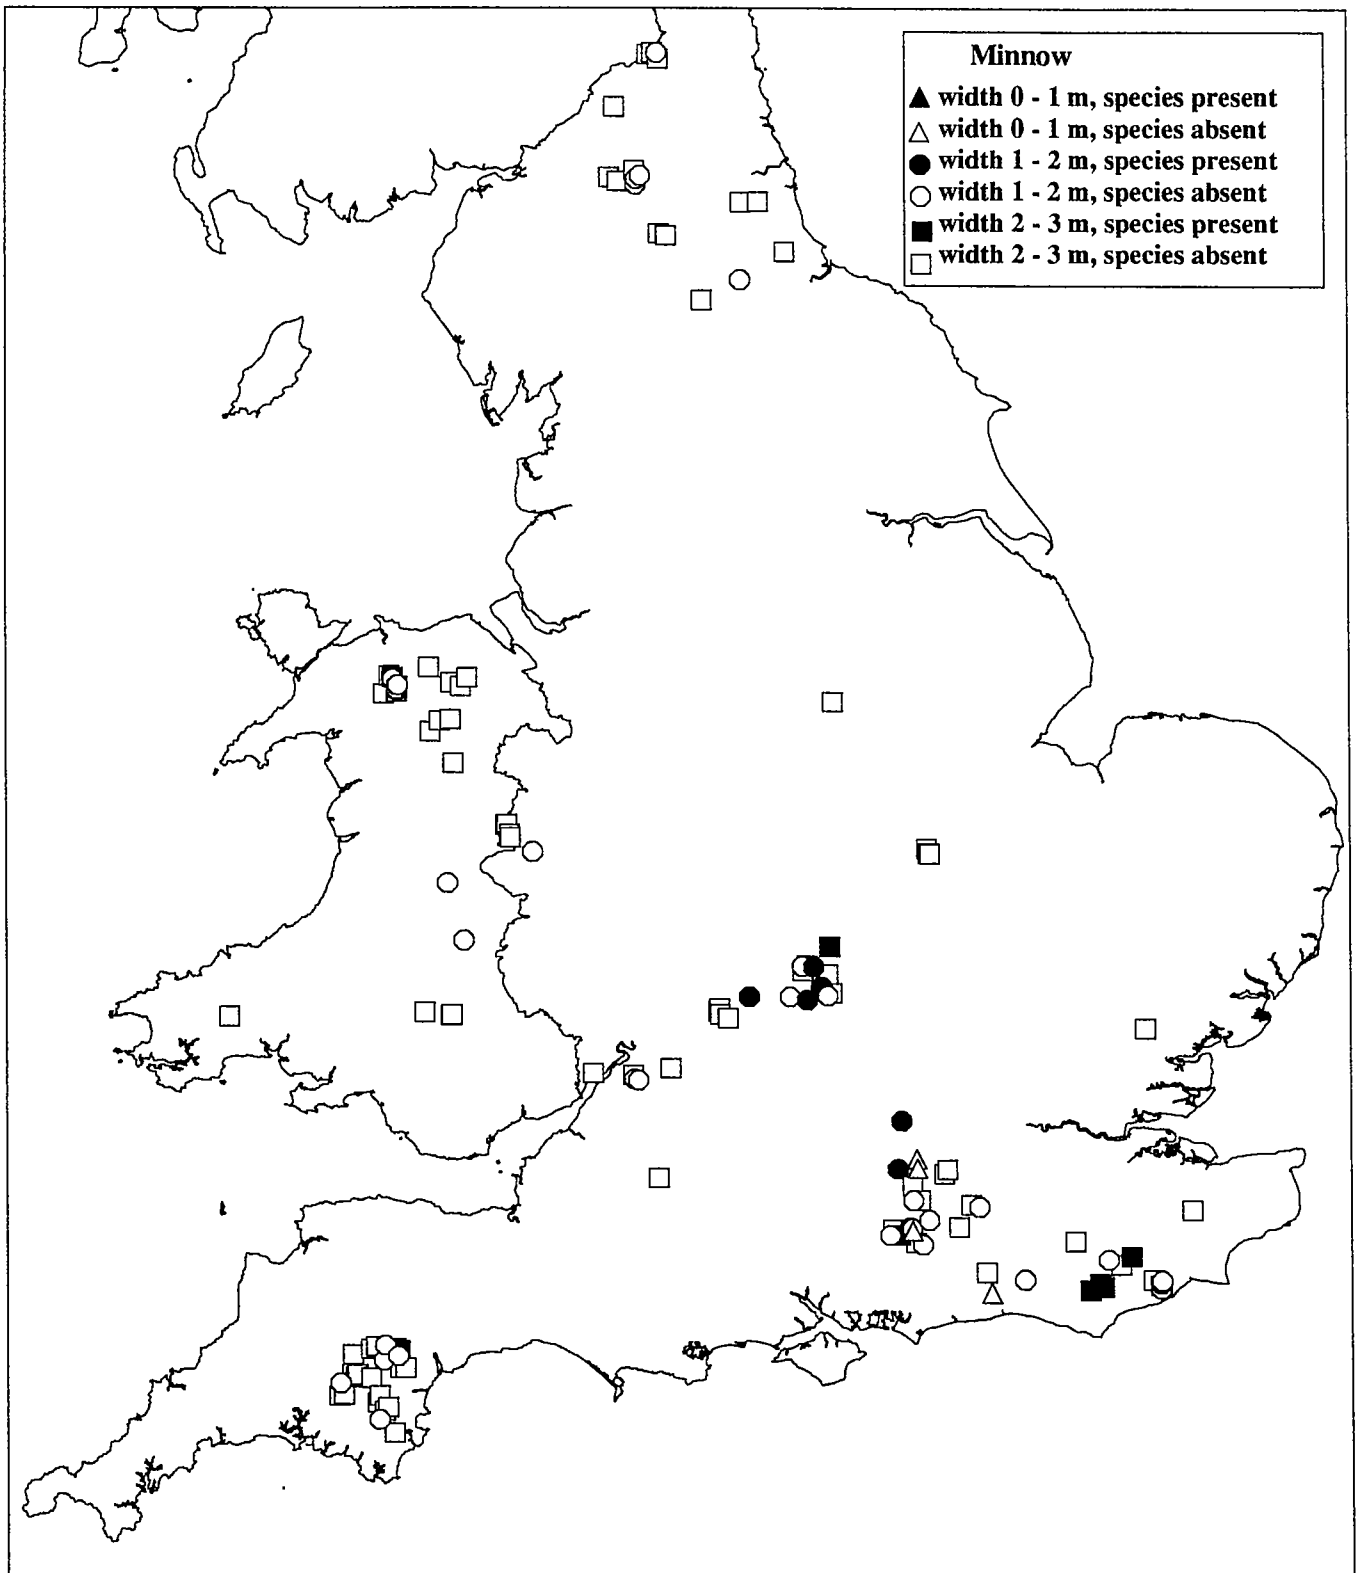 Minnow
width 0 - 1 m, species present
width 0 - 1 m, species absent
width 1 - 2 m, species present
width 1 - 2 m, species absent
width 2 - 3 m, species present
width 2 - 3 m, species absent